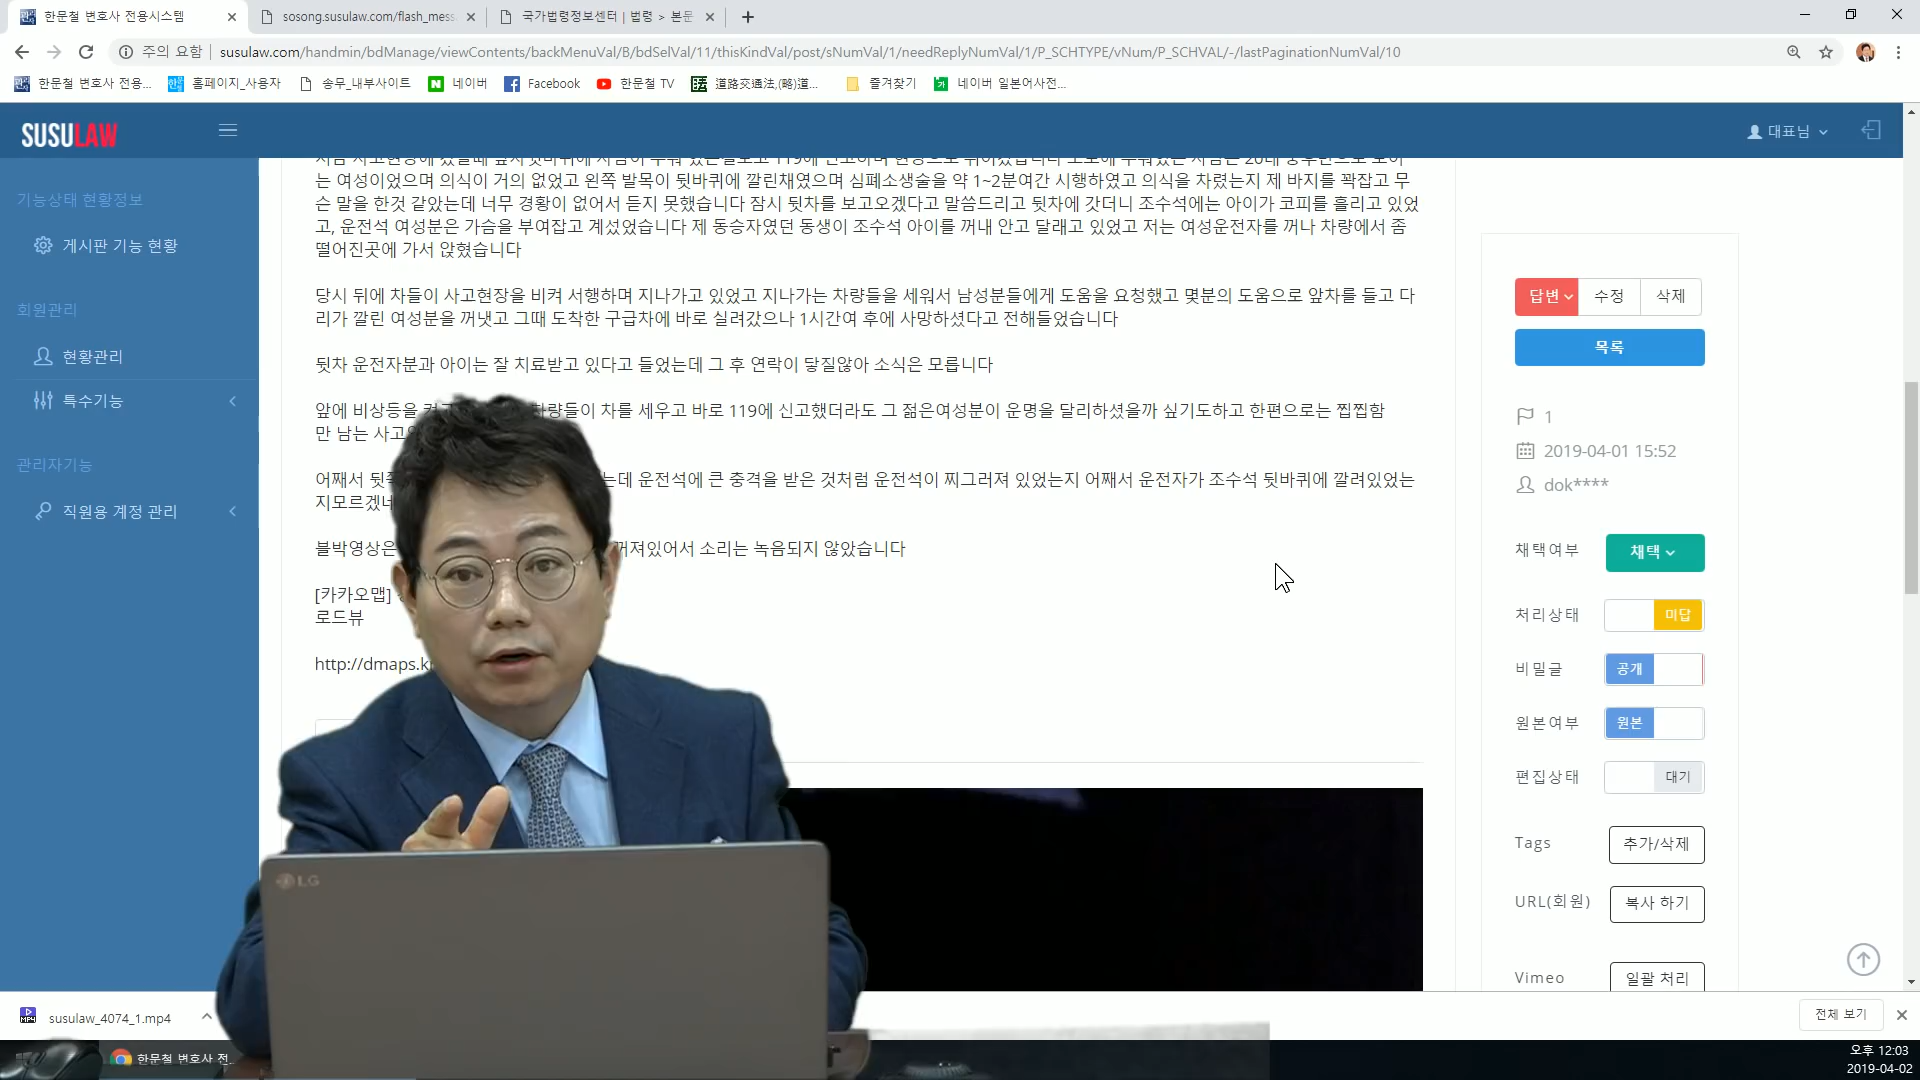 한문철 변호사 전용시스템
sosong.susulaw.com/flash_mess
국가법령정보센터 | 법령 > 본문
주의 요함
susulaw.com/handmin/bdManage/viewContents/backMenuVal/B/bdSelVal/11/thisKindVal/post/sNumVal/1/needReplyNumVal/1/P_SCHTYPE/vNum/P_SCHVAL/-/lastPaginationNumVal/10
한문철 변호사 전용...
홈페이지_사용자
송무_내부사이트
네이버
Facebook
한문철 TV
道路交通法,(略)道...
즐겨찾기
네이버 일본어사전...
SUSULAW
대표님
기능상태 현황정보
게시판 기능 현황
회원관리
현황관리
특수기능
관리자기능
직원용 계정 관리
는 여성이었으며 의식이 거의 없었고 왼쪽 발목이 뒷바퀴에 깔린채였으며 심폐소생술을 약 1~2분여간 시행하였고 의식을 차렸는지 제 바지를 꽉잡고 무
슨 말을 한것 같았는데 너무 경황이 없어서 듣지 못했습니다 잠시 뒷차를 보고오겠다고 말씀드리고 뒷차에 갓더니 조수석에는 아이가 코피를 흘리고 있었
고, 운전석 여성분은 가슴을 부여잡고 계섰었습니다 제 동승자였던 동생이 조수석 아이를 꺼내 안고 달래고 있었고 저는 여성운전자를 꺼나 차량에서 좀
떨어진곳에 가서 앉혔습니다
당시 뒤에 차들이 사고현장을 비켜 서행하며 지나가고 있었고 지나가는 차량들을 세워서 남성분들에게 도움을 요청했고 몇분의 도움으로 앞차를 들고 다
리가 깔린 여성분을 꺼냇고 그때 도착한 구급차에 바로 실려갔으나 1시간여 후에 사망하셨다고 전해들었습니다
뒷차 운전자분과 아이는 잘 치료받고 있다고 들었는데 그 후 연락이 닿질않아 소식은 모릅니다
앞에 비상등을 켜 량들이 차를 세우고 바로 119에 신고했더라도 그 젊은여성분이 운명을 달리하셨을까 싶기도하고 한편으로는 찝찝함
만 남는 사고
어째서 뒷 는데 운전석에 큰 충격을 받은 것처럼 운전석이 찌그러져 있었는지 어째서 운전자가 조수석 뒷바퀴에 깔려있었는
지모르겠네
블박영상은 꺼져있어서 소리는 녹음되지 않았습니다
[카카오맵]
로드뷰
http://dmaps.k
답변
수정
삭제
목록
1
2019-04-01 15:52
dok****
채택여부
채택
처리상태
미답
비밀글
공개
원본여부
원본
편집상태
대기
Tags
추가/삭제
URL(회원)
복사 하기
Vimeo
일괄 처리
LG
susulaw_4074_1.mp4
전체 보기
한문철 변호사 전...
오후 12:03
2019-04-02